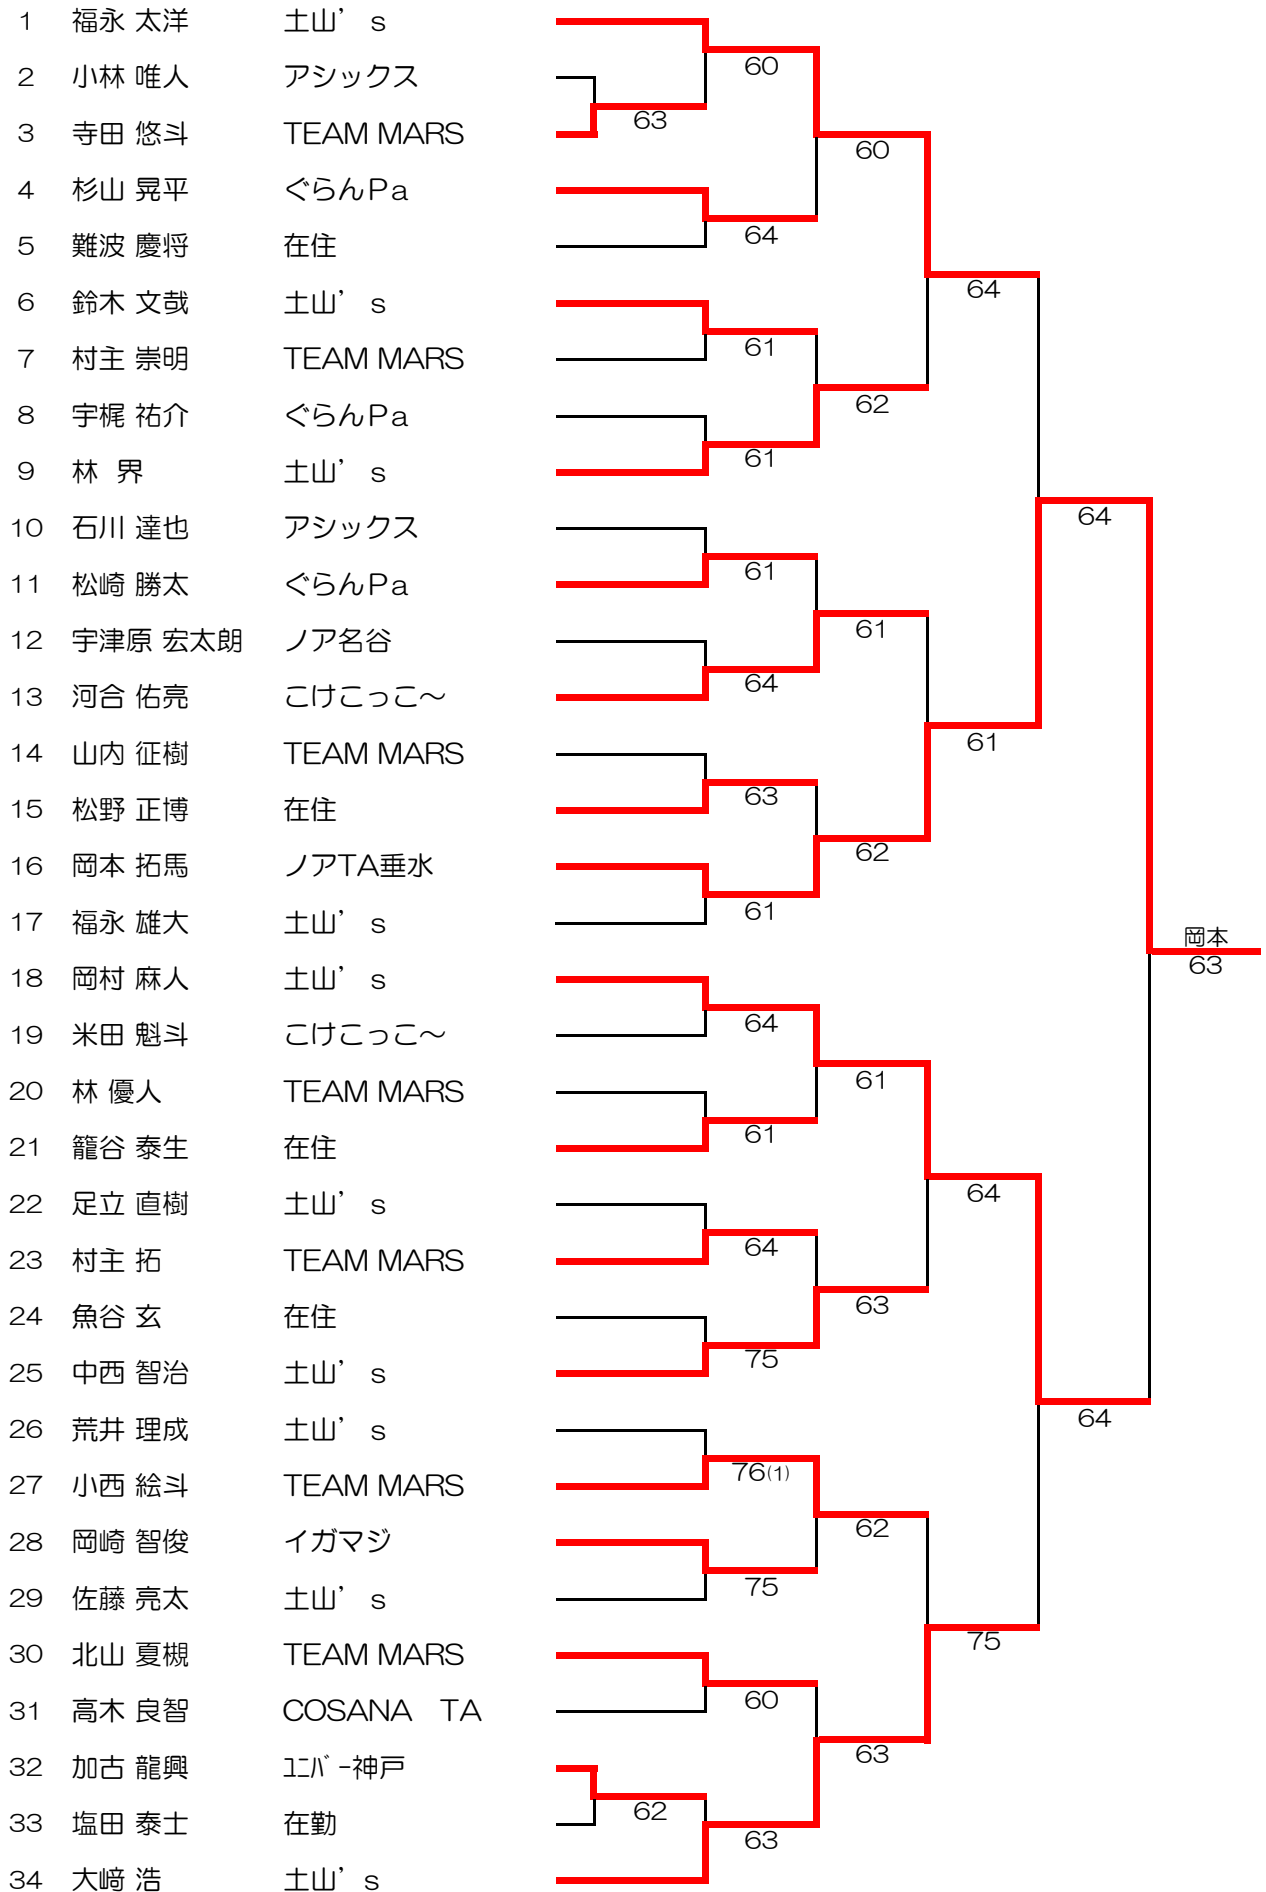 1 福永 太洋 土山’s
60
2 小林 唯人 アシックス
63
3 寺田 悠斗 TEAM MARS
60
4 杉山 晃平 ぐらんPa
64
5 難波 慶将 在住
64
6 鈴木 文哉 土山’s
61
7 村主 崇明 TEAM MARS
62
8 宇梶 祐介 ぐらんPa
61
9 林 界 土山’s
64
10 石川 達也 アシックス
61
11 松崎 勝太 ぐらんPa
61
12 宇津原 宏太朗 ノア名谷
64
13 河合 佑亮 こけこっこ～
61
14 山内 征樹 TEAM MARS
63
15 松野 正博 在住
62
16 岡本 拓馬 ノアTA垂水
61
17 福永 雄大 土山’s
岡本
63
18 岡村 麻人 土山’s
64
19 米田 魁斗 こけこっこ～
61
20 林 優人 TEAM MARS
61
21 籠谷 泰生 在住
64
22 足立 直樹 土山’s
64
23 村主 拓 TEAM MARS
63
24 魚谷 玄 在住
75
25 中西 智治 土山’s
64
26 荒井 理成 土山’s
76(1)
27 小西 絵斗 TEAM MARS
62
28 岡崎 智俊 イガマジ
75
29 佐藤 亮太 土山’s
75
30 北山 夏槻 TEAM MARS
60
31 高木 良智 COSANA TA
63
32 加古 龍興 ﾕﾆﾊﾞｰ神戸
62
33 塩田 泰士 在勤
63
34 大﨑 浩 土山’s